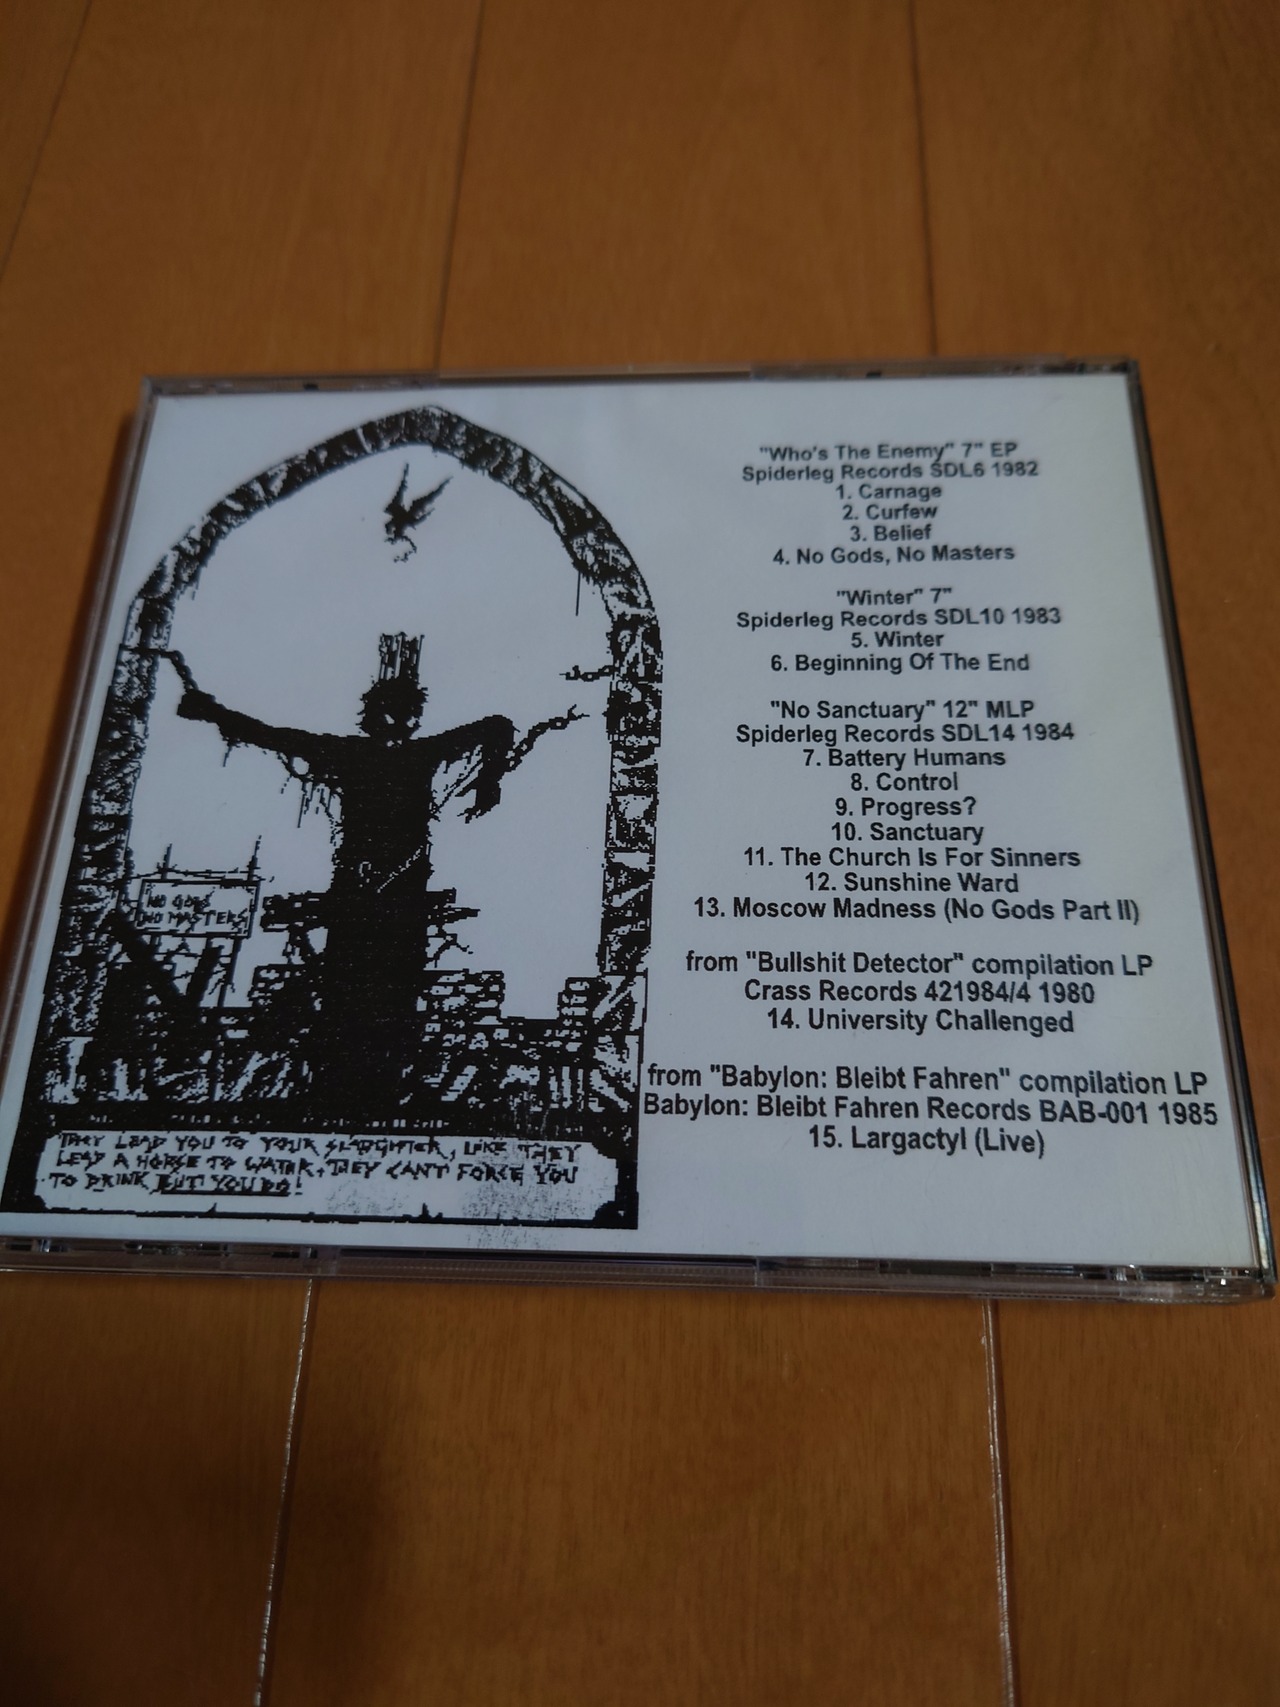 "Who's The Enemy" 7" EP
Spiderleg Records SDL6 1982
1. Carnage
2. Curfew
3. Belief
4. No Gods, No Masters
"Winter" 7"
Spiderleg Records SDL10 1983
5. Winter
6. Beginning Of The End
"No Sanctuary" 12" MLP
Spiderleg Records SDL14 1984
7. Battery Humans
8. Control
9. Progress?
10. Sanctuary
11. The Church Is For Sinners
12. Sunshine Ward
13. Moscow Madness (No Gods Part II)
from "Bullshit Detector" compilation LP
Crass Records 421984/4 1980
14. University Challenged
from "Babylon: Bleibt Fahren" compilation LP
Babylon: Bleibt Fahren Records BAB-001 1985
15. Largactyl (Live)
NO GODS
NO MASTERS
THEY LEAD YOU TO YOUR SLAUGHTER, LIKE THEY
LEAD A HORSE TO WATER, THEY CAN'T FORCE YOU
TO DRINK BUT YOU DO!